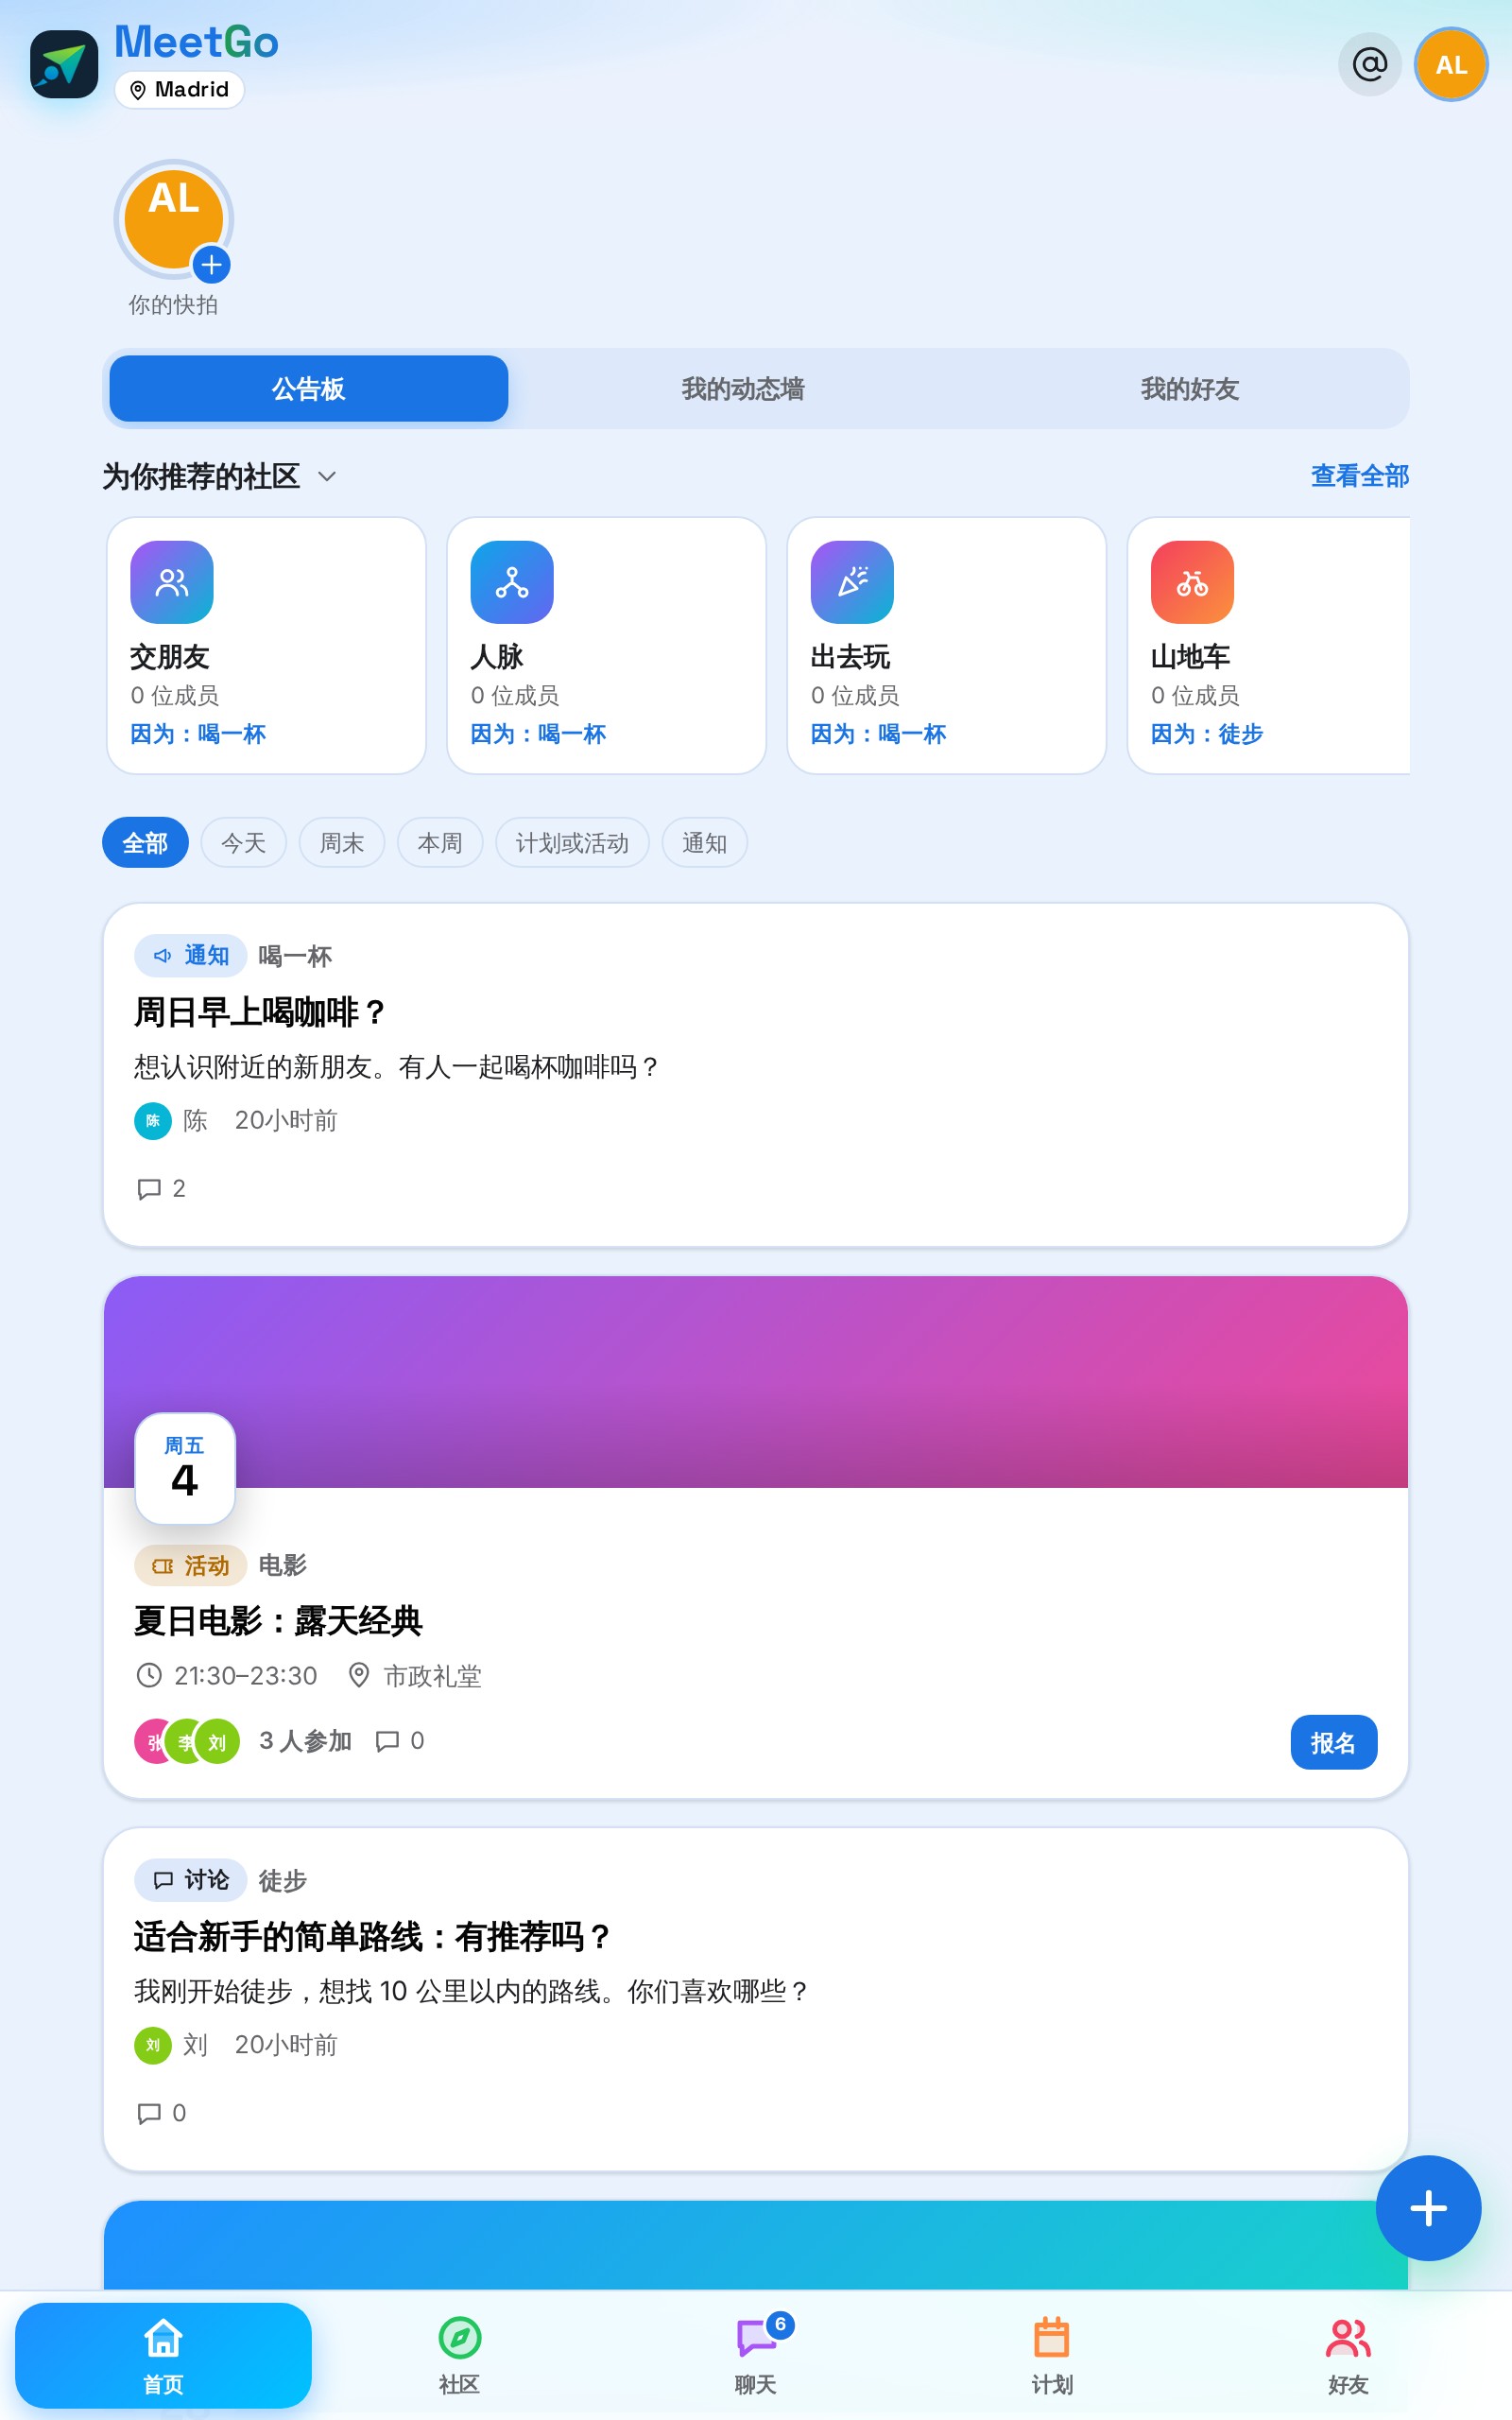 MeetGo
Madrid
AL
AL
你的快拍
公告板 我的动态墙 我的好友
为你推荐的社区 查看全部
交朋友
0 位成员
因为：喝一杯
人脉
0 位成员
因为：喝一杯
出去玩
0 位成员
因为：喝一杯
山地车
0 位成员
因为：徒步
全部 今天 周末 本周 计划或活动 通知
通知 喝一杯
周日早上喝咖啡？
想认识附近的新朋友。有人一起喝杯咖啡吗？
陈 陈 20小时前
2
周五
4
活动 电影
夏日电影：露天经典
21:30–23:30 市政礼堂
张 李 刘 3 人参加 0 报名
讨论 徒步
适合新手的简单路线：有推荐吗？
我刚开始徒步，想找 10 公里以内的路线。你们喜欢哪些？
刘 刘 20小时前
0
6
首页 社区 聊天 计划 好友